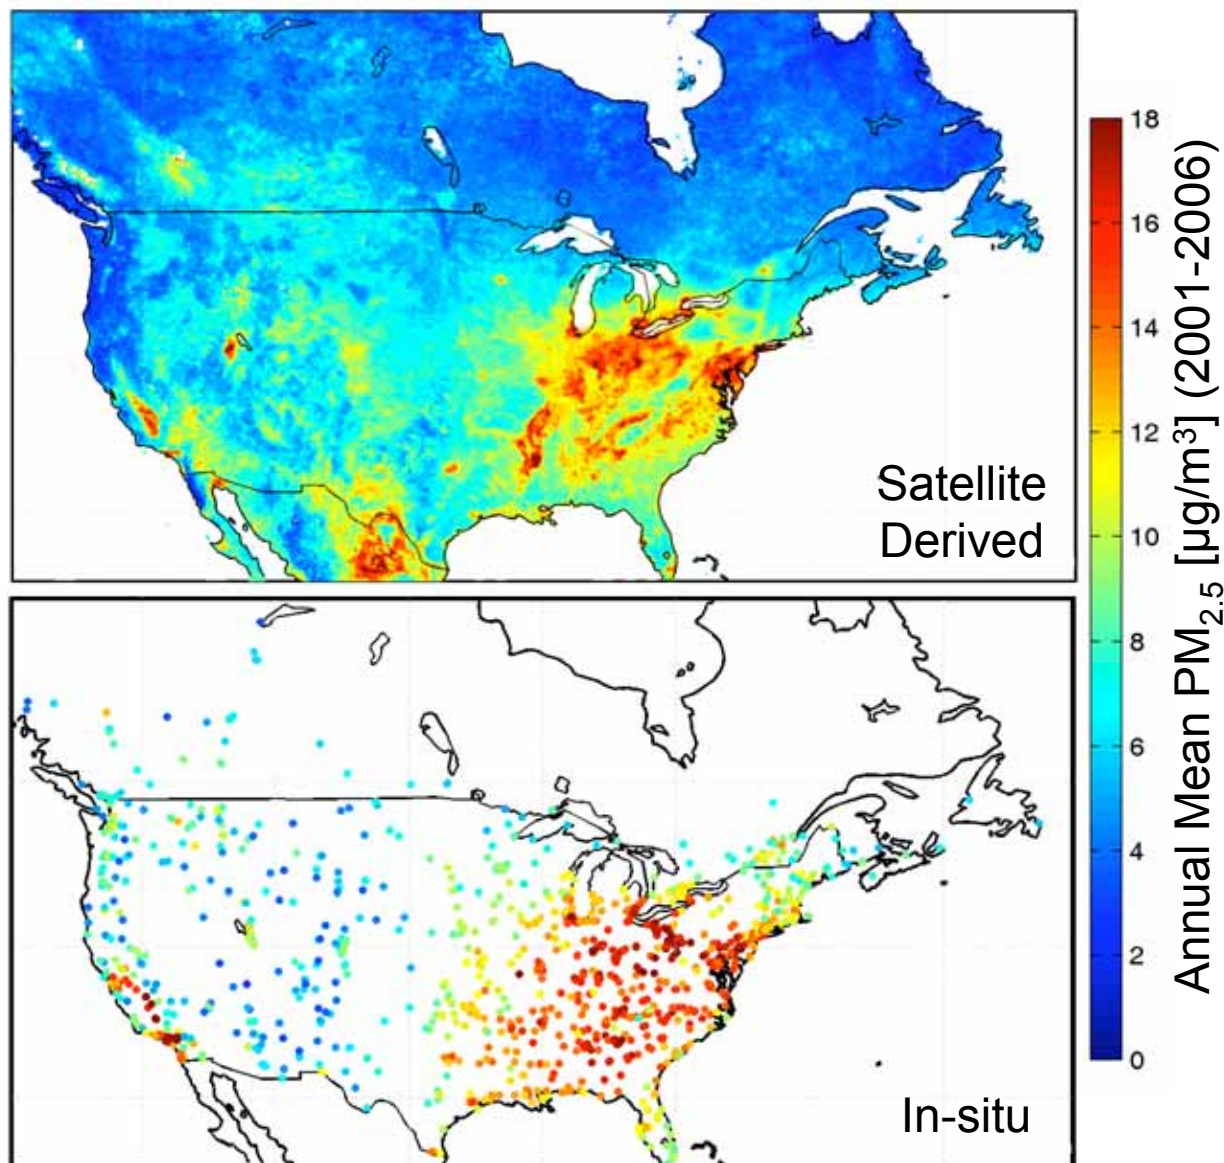 Satellite
Derived
In-situ
18
16
14
12
10
8
6
4
2
0
Annual Mean PM2.5 [µg/m³] (2001-2006)